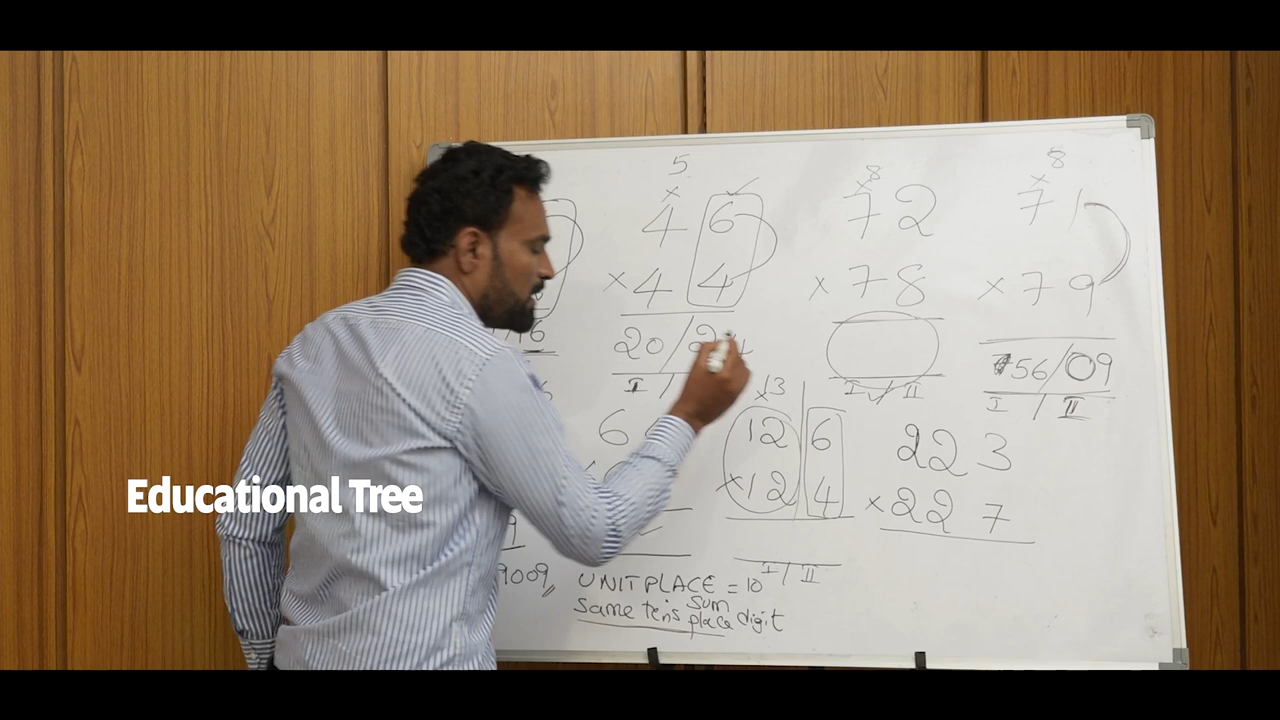 5
×
4 6
× 4 4
20/24
I /
8
×
7 2
× 7 8
I / II
8
×
7 1
× 7 9
56/09
I / II
13
×
12 6
×12 4
I / II
223
×227
6
9009
UNIT PLACE = 10
sum
Same tens place digit
Educational Tree